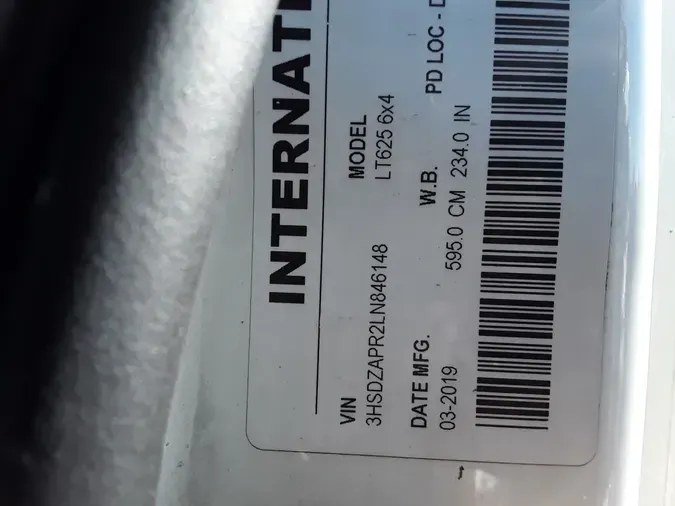 INTERNATI
VIN
3HSDZAPR2LN846148
MODEL
LT625 6x4
DATE MFG.
03-2019
W.B.
595.0 CM 234.0 IN
PD LOC - D